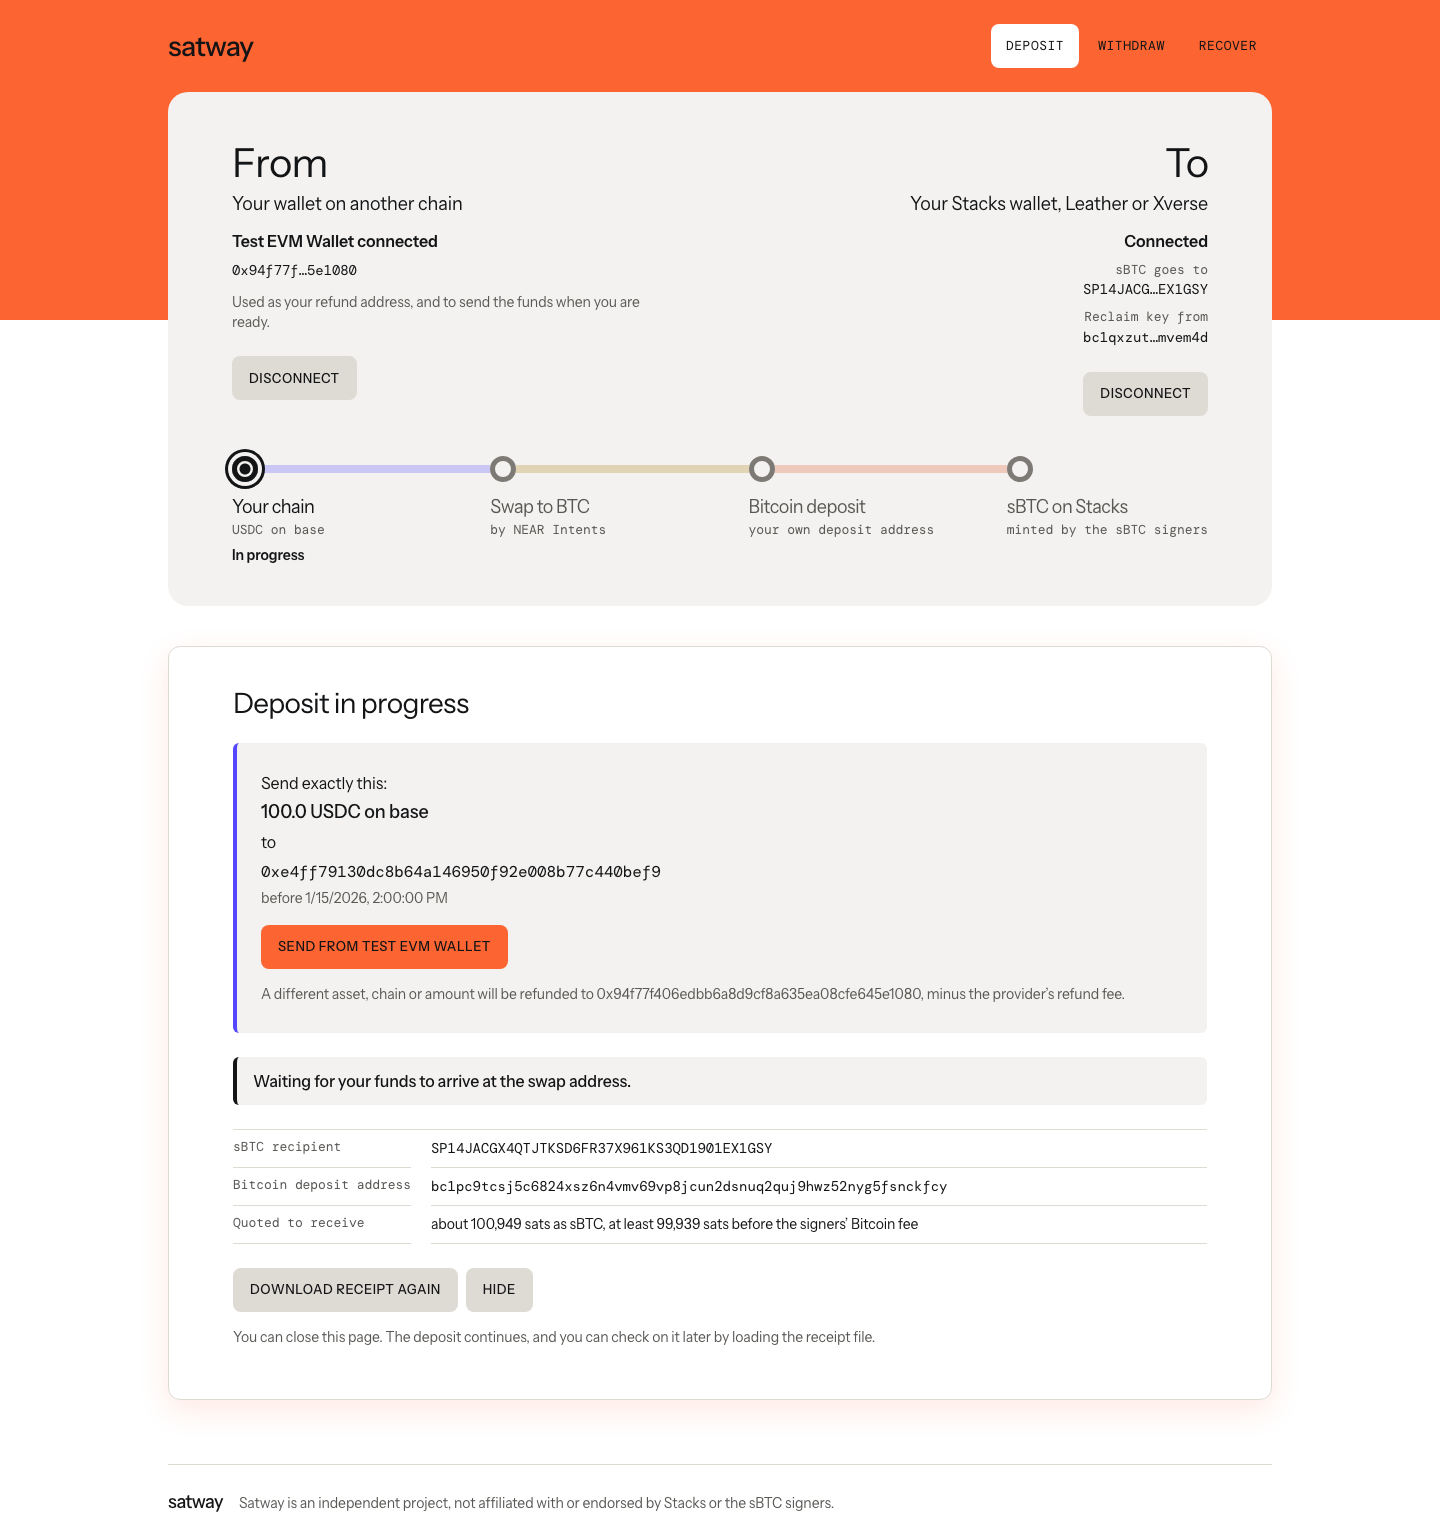 satway
DEPOSIT
WITHDRAW
RECOVER
From
Your wallet on another chain
Test EVM Wallet connected
0x94f77f…5e1080
Used as your refund address, and to send the funds when you are
ready.
DISCONNECT
To
Your Stacks wallet, Leather or Xverse
Connected
sBTC goes to
SP14JACG…EX1GSY
Reclaim key from
bc1qxzut…mvem4d
DISCONNECT
Your chain
USDC on base
In progress
Swap to BTC
by NEAR Intents
Bitcoin deposit
your own deposit address
sBTC on Stacks
minted by the sBTC signers
Deposit in progress
Send exactly this:
100.0 USDC on base
to
0xe4ff79130dc8b64a146950f92e008b77c440bef9
before 1/15/2026, 2:00:00 PM
SEND FROM TEST EVM WALLET
A different asset, chain or amount will be refunded to 0x94f77f406edbb6a8d9cf8a635ea08cfe645e1080, minus the provider’s refund fee.
Waiting for your funds to arrive at the swap address.
sBTC recipient
SP14JACGX4QTJTKSD6FR37X961KS3QD1901EX1GSY
Bitcoin deposit address
bc1pc9tcsj5c6824xsz6n4vmv69vp8jcun2dsnuq2quj9hwz52nyg5fsnckfcy
Quoted to receive
about 100,949 sats as sBTC, at least 99,939 sats before the signers’ Bitcoin fee
DOWNLOAD RECEIPT AGAIN
HIDE
You can close this page. The deposit continues, and you can check on it later by loading the receipt file.
satway
Satway is an independent project, not affiliated with or endorsed by Stacks or the sBTC signers.